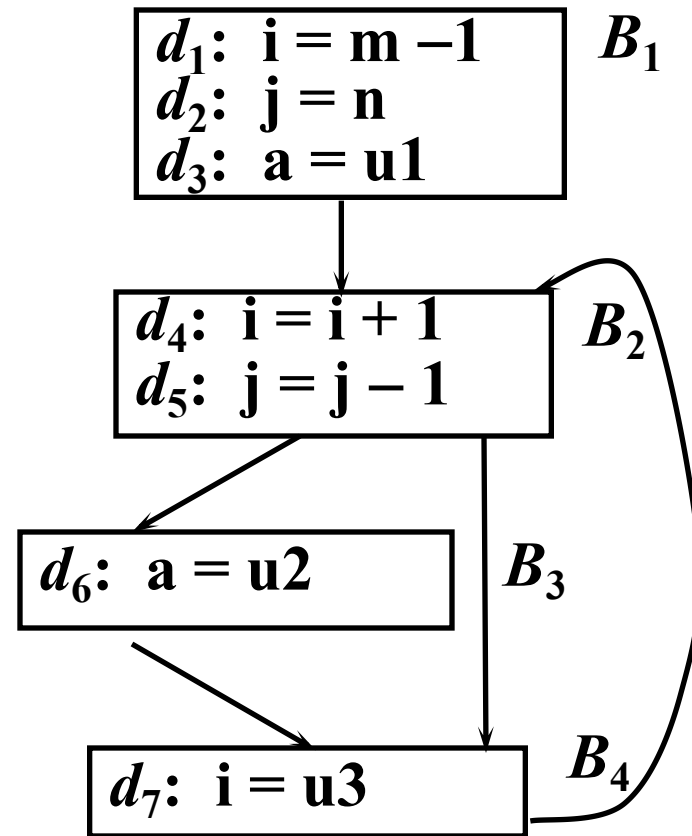 d₁: i = m –1 B₁
d₂: j = n
d₃: a = u1
d₄: i = i + 1 B₂
d₅: j = j – 1
d₆: a = u2 B₃
d₇: i = u3 B₄